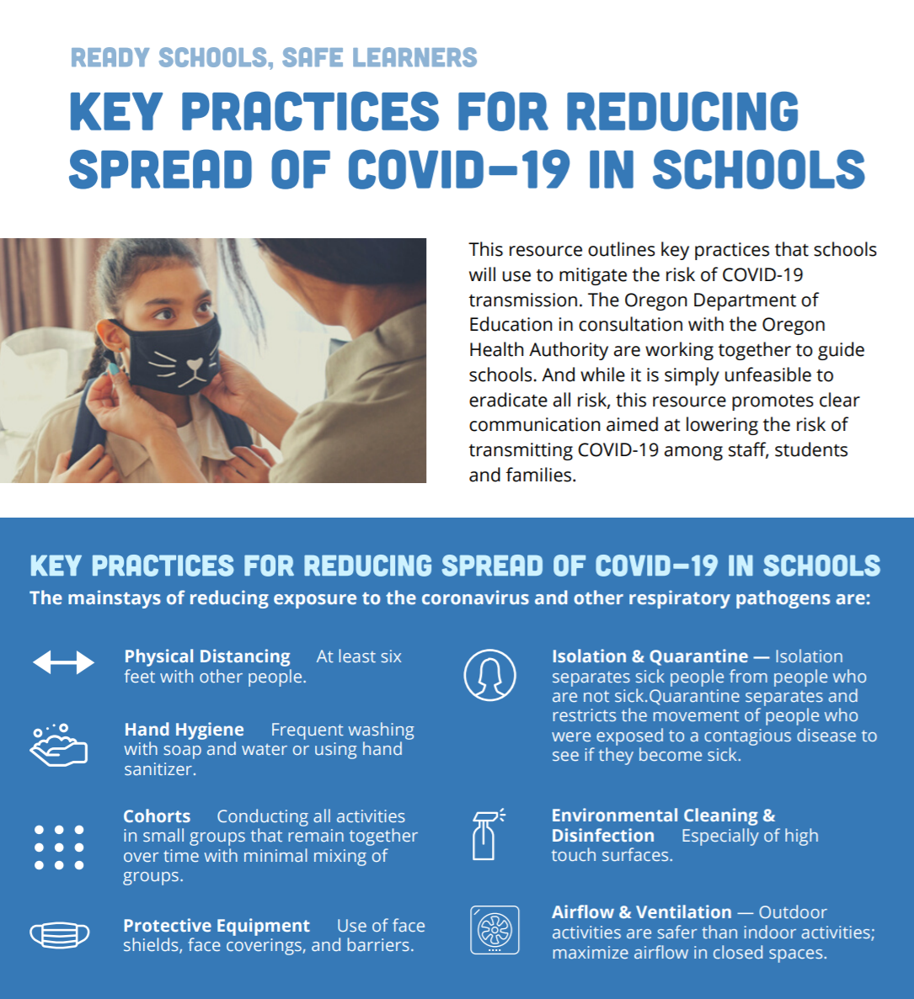 READY SCHOOLS, SAFE LEARNERS
KEY PRACTICES FOR REDUCING
SPREAD OF COVID-19 IN SCHOOLS
This resource outlines key practices that schools
will use to mitigate the risk of COVID-19
transmission. The Oregon Department of
Education in consultation with the Oregon
Health Authority are working together to guide
schools. And while it is simply unfeasible to
eradicate all risk, this resource promotes clear
communication aimed at lowering the risk of
transmitting COVID-19 among staff, students
and families.
KEY PRACTICES FOR REDUCING SPREAD OF COVID-19 IN SCHOOLS
The mainstays of reducing exposure to the coronavirus and other respiratory pathogens are:
Physical Distancing At least six
feet with other people.
Hand Hygiene Frequent washing
with soap and water or using hand
sanitizer.
Cohorts Conducting all activities
in small groups that remain together
over time with minimal mixing of
groups.
Protective Equipment Use of face
shields, face coverings, and barriers.
Isolation & Quarantine — Isolation
separates sick people from people who
are not sick.Quarantine separates and
restricts the movement of people who
were exposed to a contagious disease to
see if they become sick.
Environmental Cleaning &
Disinfection Especially of high
touch surfaces.
Airflow & Ventilation — Outdoor
activities are safer than indoor activities;
maximize airflow in closed spaces.